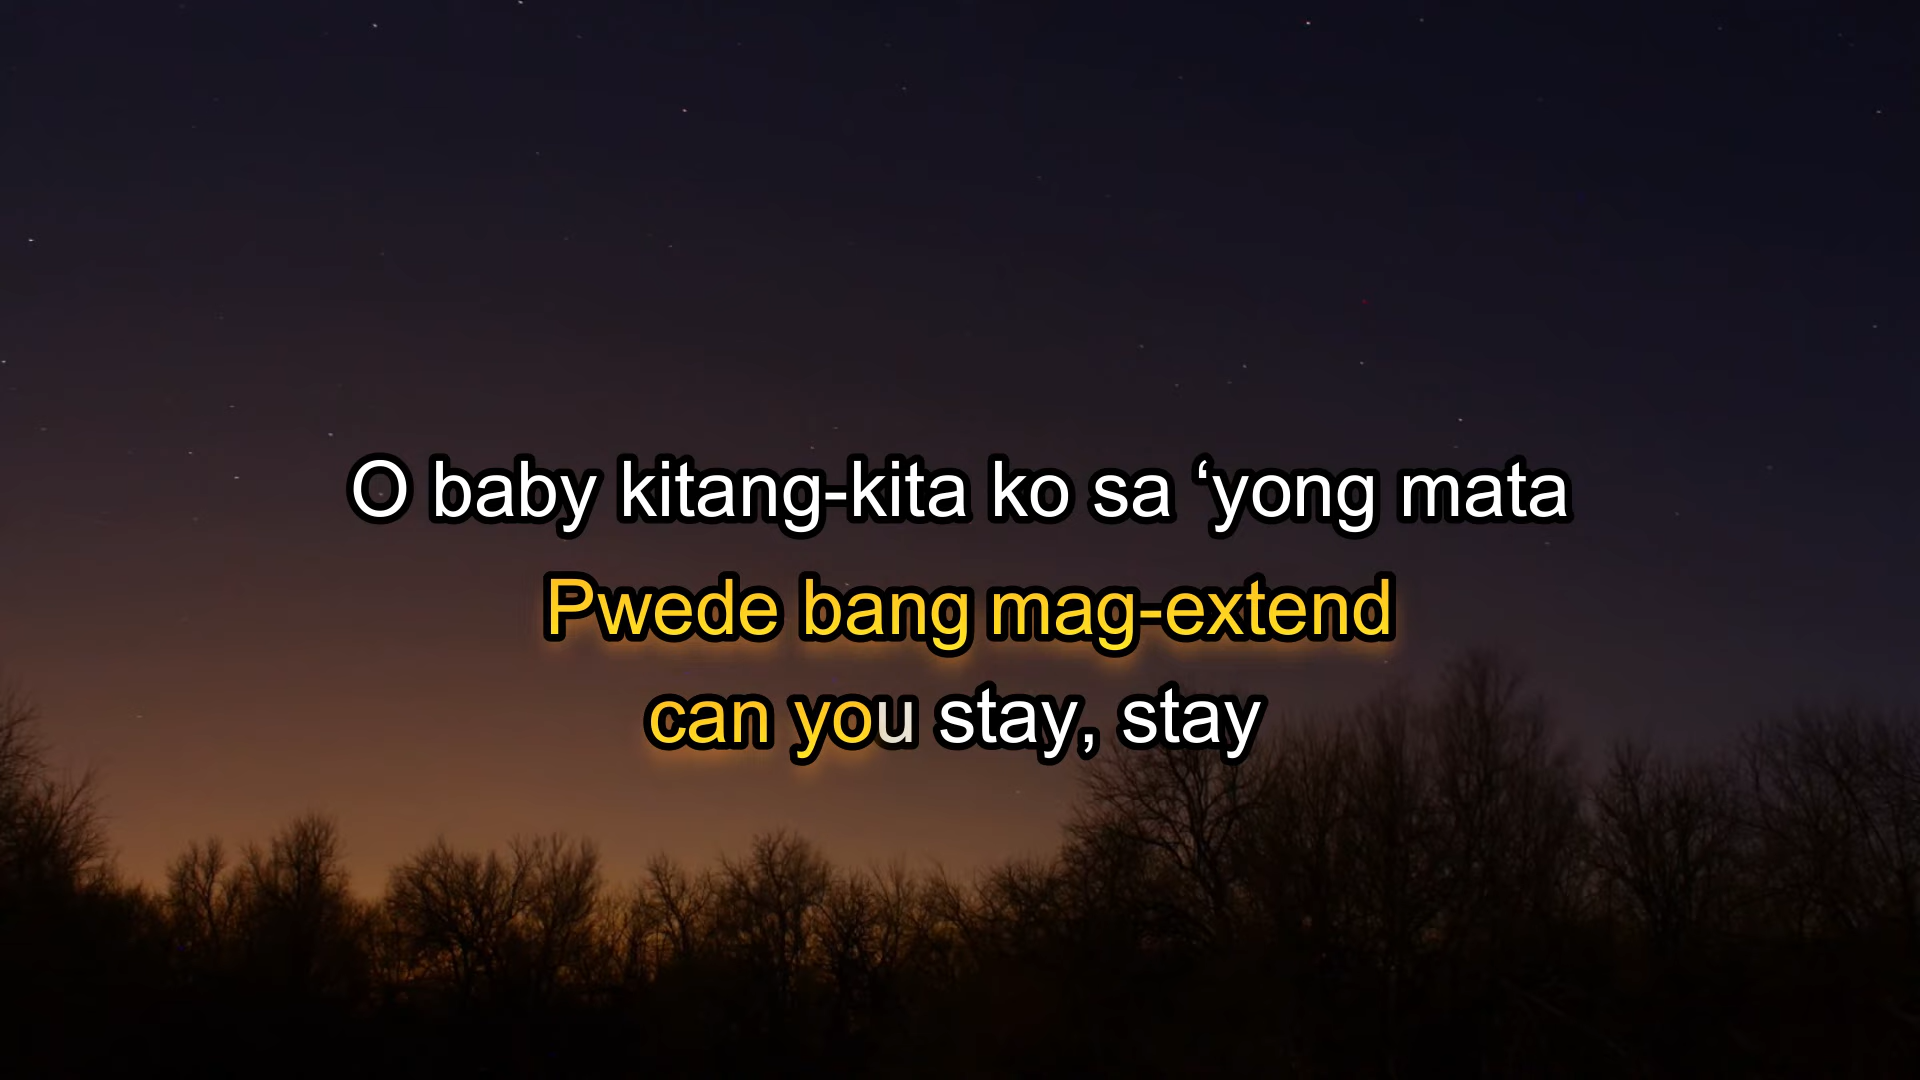 O baby kitang-kita ko sa ‘yong mata
Pwede bang mag-extend
can you stay, stay